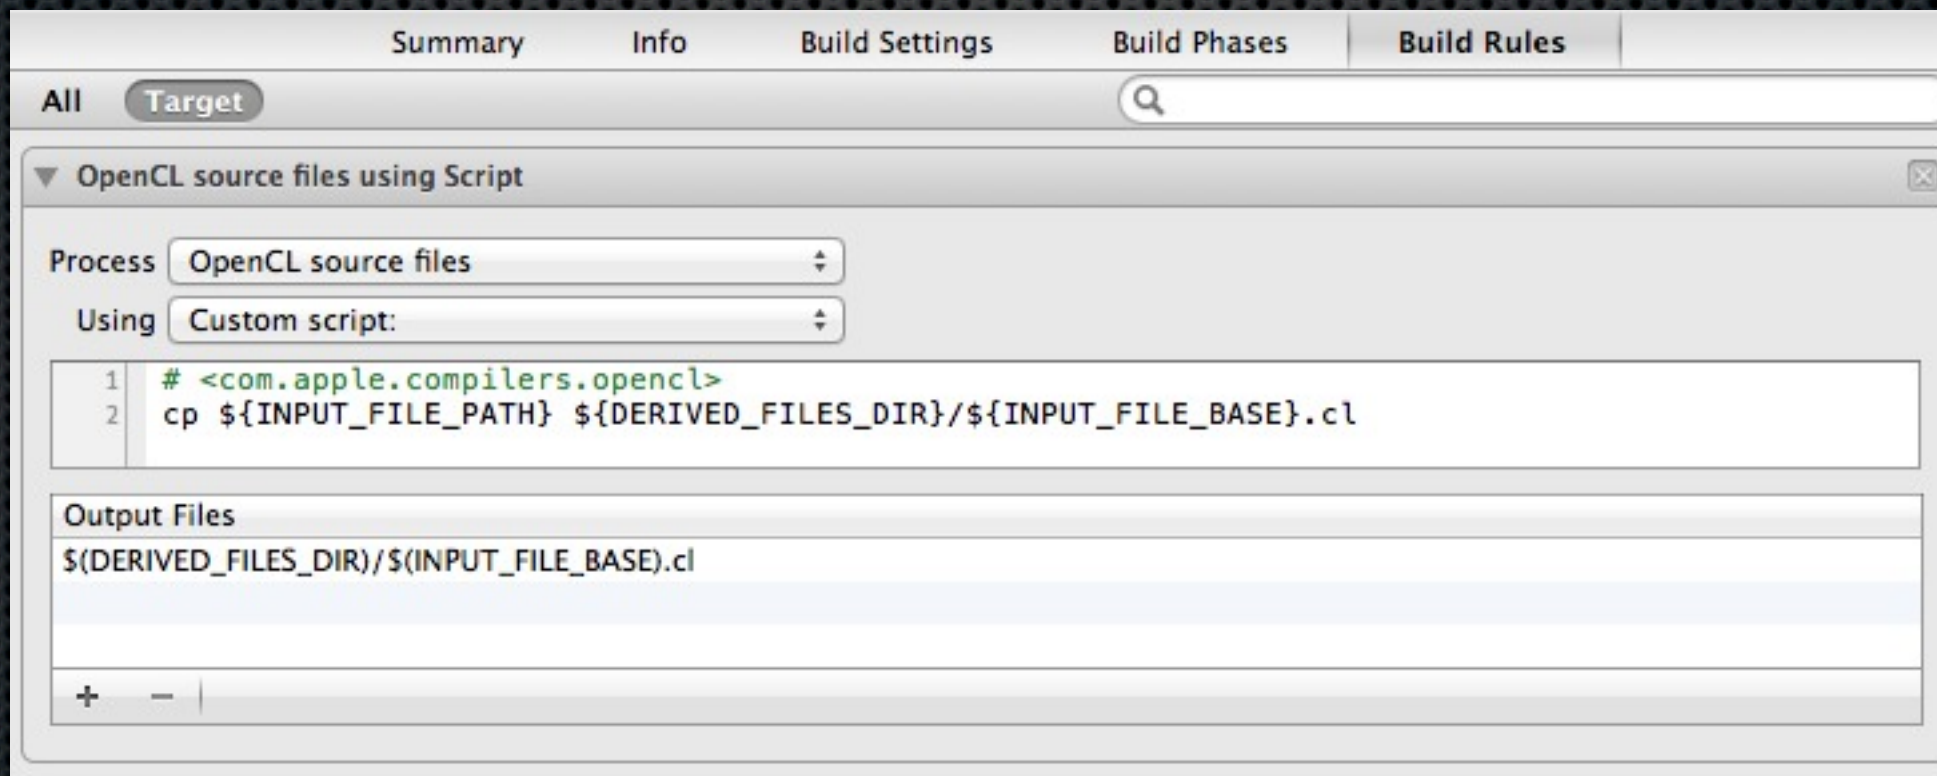 Summary Info Build Settings Build Phases Build Rules
All Target
OpenCL source files using Script
Process OpenCL source files
Using Custom script:
1 # <com.apple.compilers.opencl>
2 cp ${INPUT_FILE_PATH} ${DERIVED_FILES_DIR}/${INPUT_FILE_BASE}.cl
Output Files
$(DERIVED_FILES_DIR)/$(INPUT_FILE_BASE).cl